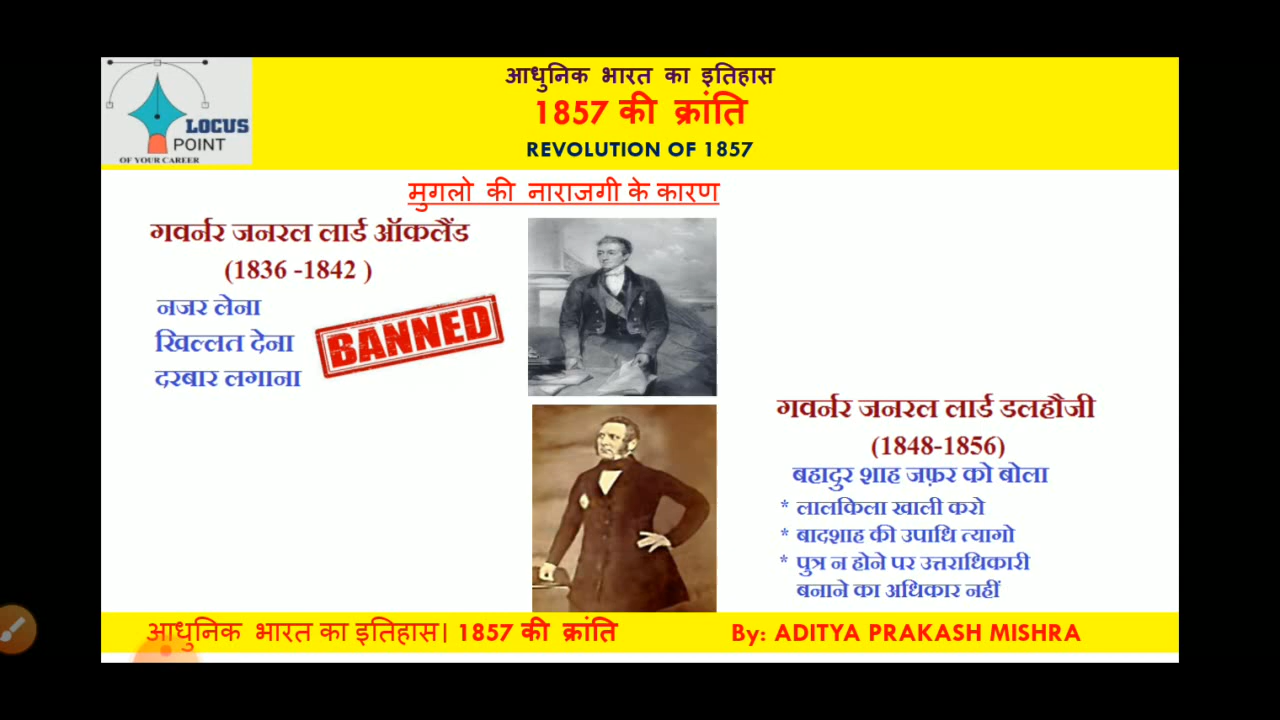 LOCUS
POINT
OF YOUR CAREER
आधुनिक भारत का इतिहास
1857 की क्रांति
REVOLUTION OF 1857
मुगलो की नाराजगी के कारण
गवर्नर जनरल लार्ड ऑकलैंड
(1836 -1842 )
नजर लेना
खिल्लत देना
दरबार लगाना
BANNED
गवर्नर जनरल लार्ड डलहौजी
(1848-1856)
बहादुर शाह जफ़र को बोला
* लालकिला खाली करो
* बादशाह की उपाधि त्यागो
* पुत्र न होने पर उत्तराधिकारी
बनाने का अधिकार नहीं
आधुनिक भारत का इतिहास। 1857 की क्रांति
By: ADITYA PRAKASH MISHRA